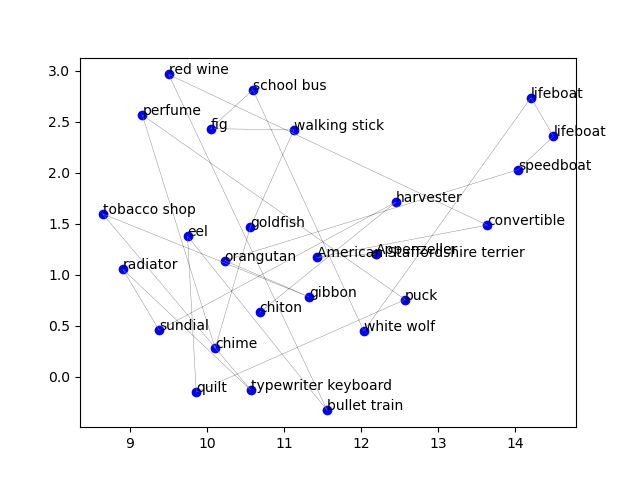 red wine
school bus
lifeboat
perfume
fig
walking stick
lifeboat
speedboat
harvester
tobacco shop
eel
goldfish
convertible
orangutan
American Staffordshire terrier
Appenzeller
radiator
gibbon
puck
chiton
sundial
white wolf
chime
quilt
typewriter keyboard
bullet train
3.0
2.5
2.0
1.5
1.0
0.5
0.0
9 10 11 12 13 14